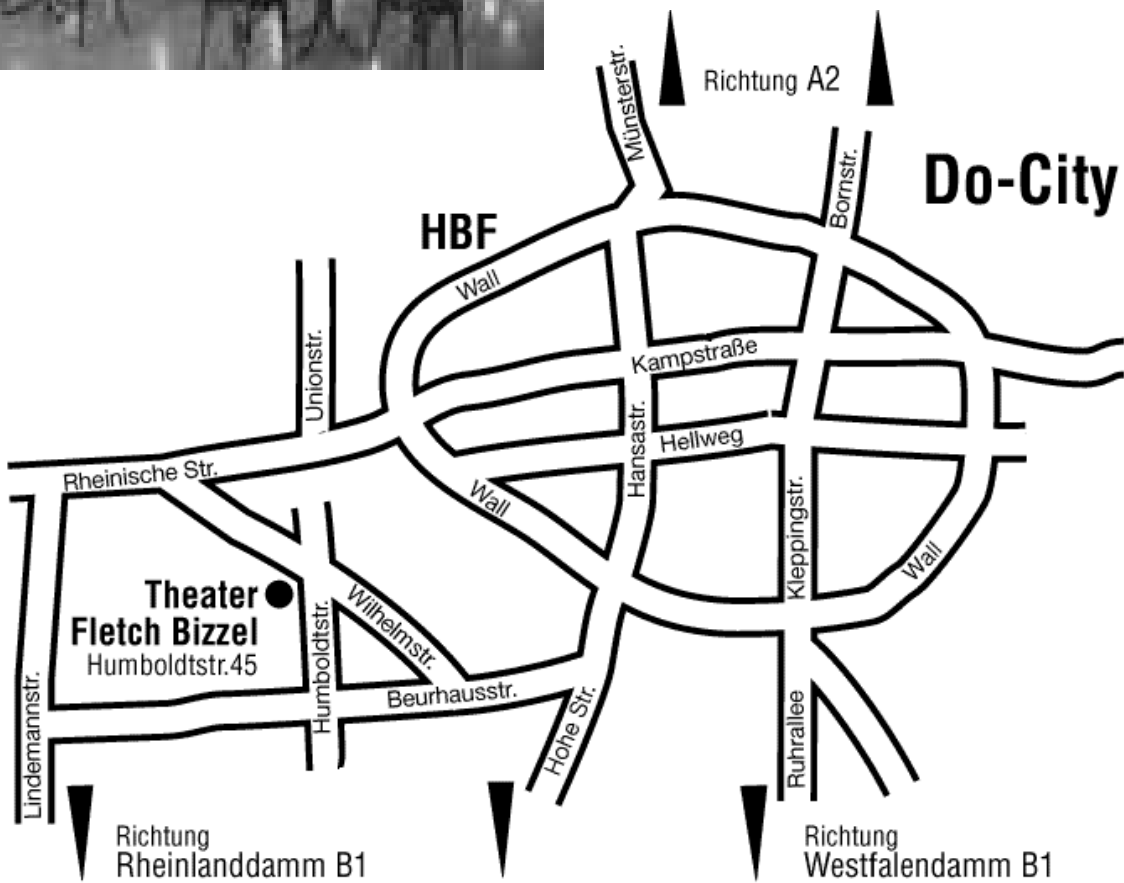 Münsterstr.
Richtung A2
Bornstr.
Do-City
HBF
Wall
Unionstr.
Kampstraße
Hansastr.
Hellweg
Rheinische Str.
Wall
Kleppingstr.
Wall
Theater
Fletch Bizzel
Humboldtstr.45
Wilhelmstr.
Humboldtstr.
Beurhausstr.
Lindemannstr.
Hohe Str.
Ruhrallee
Richtung
Rheinlanddamm B1
Richtung
Westfalendamm B1